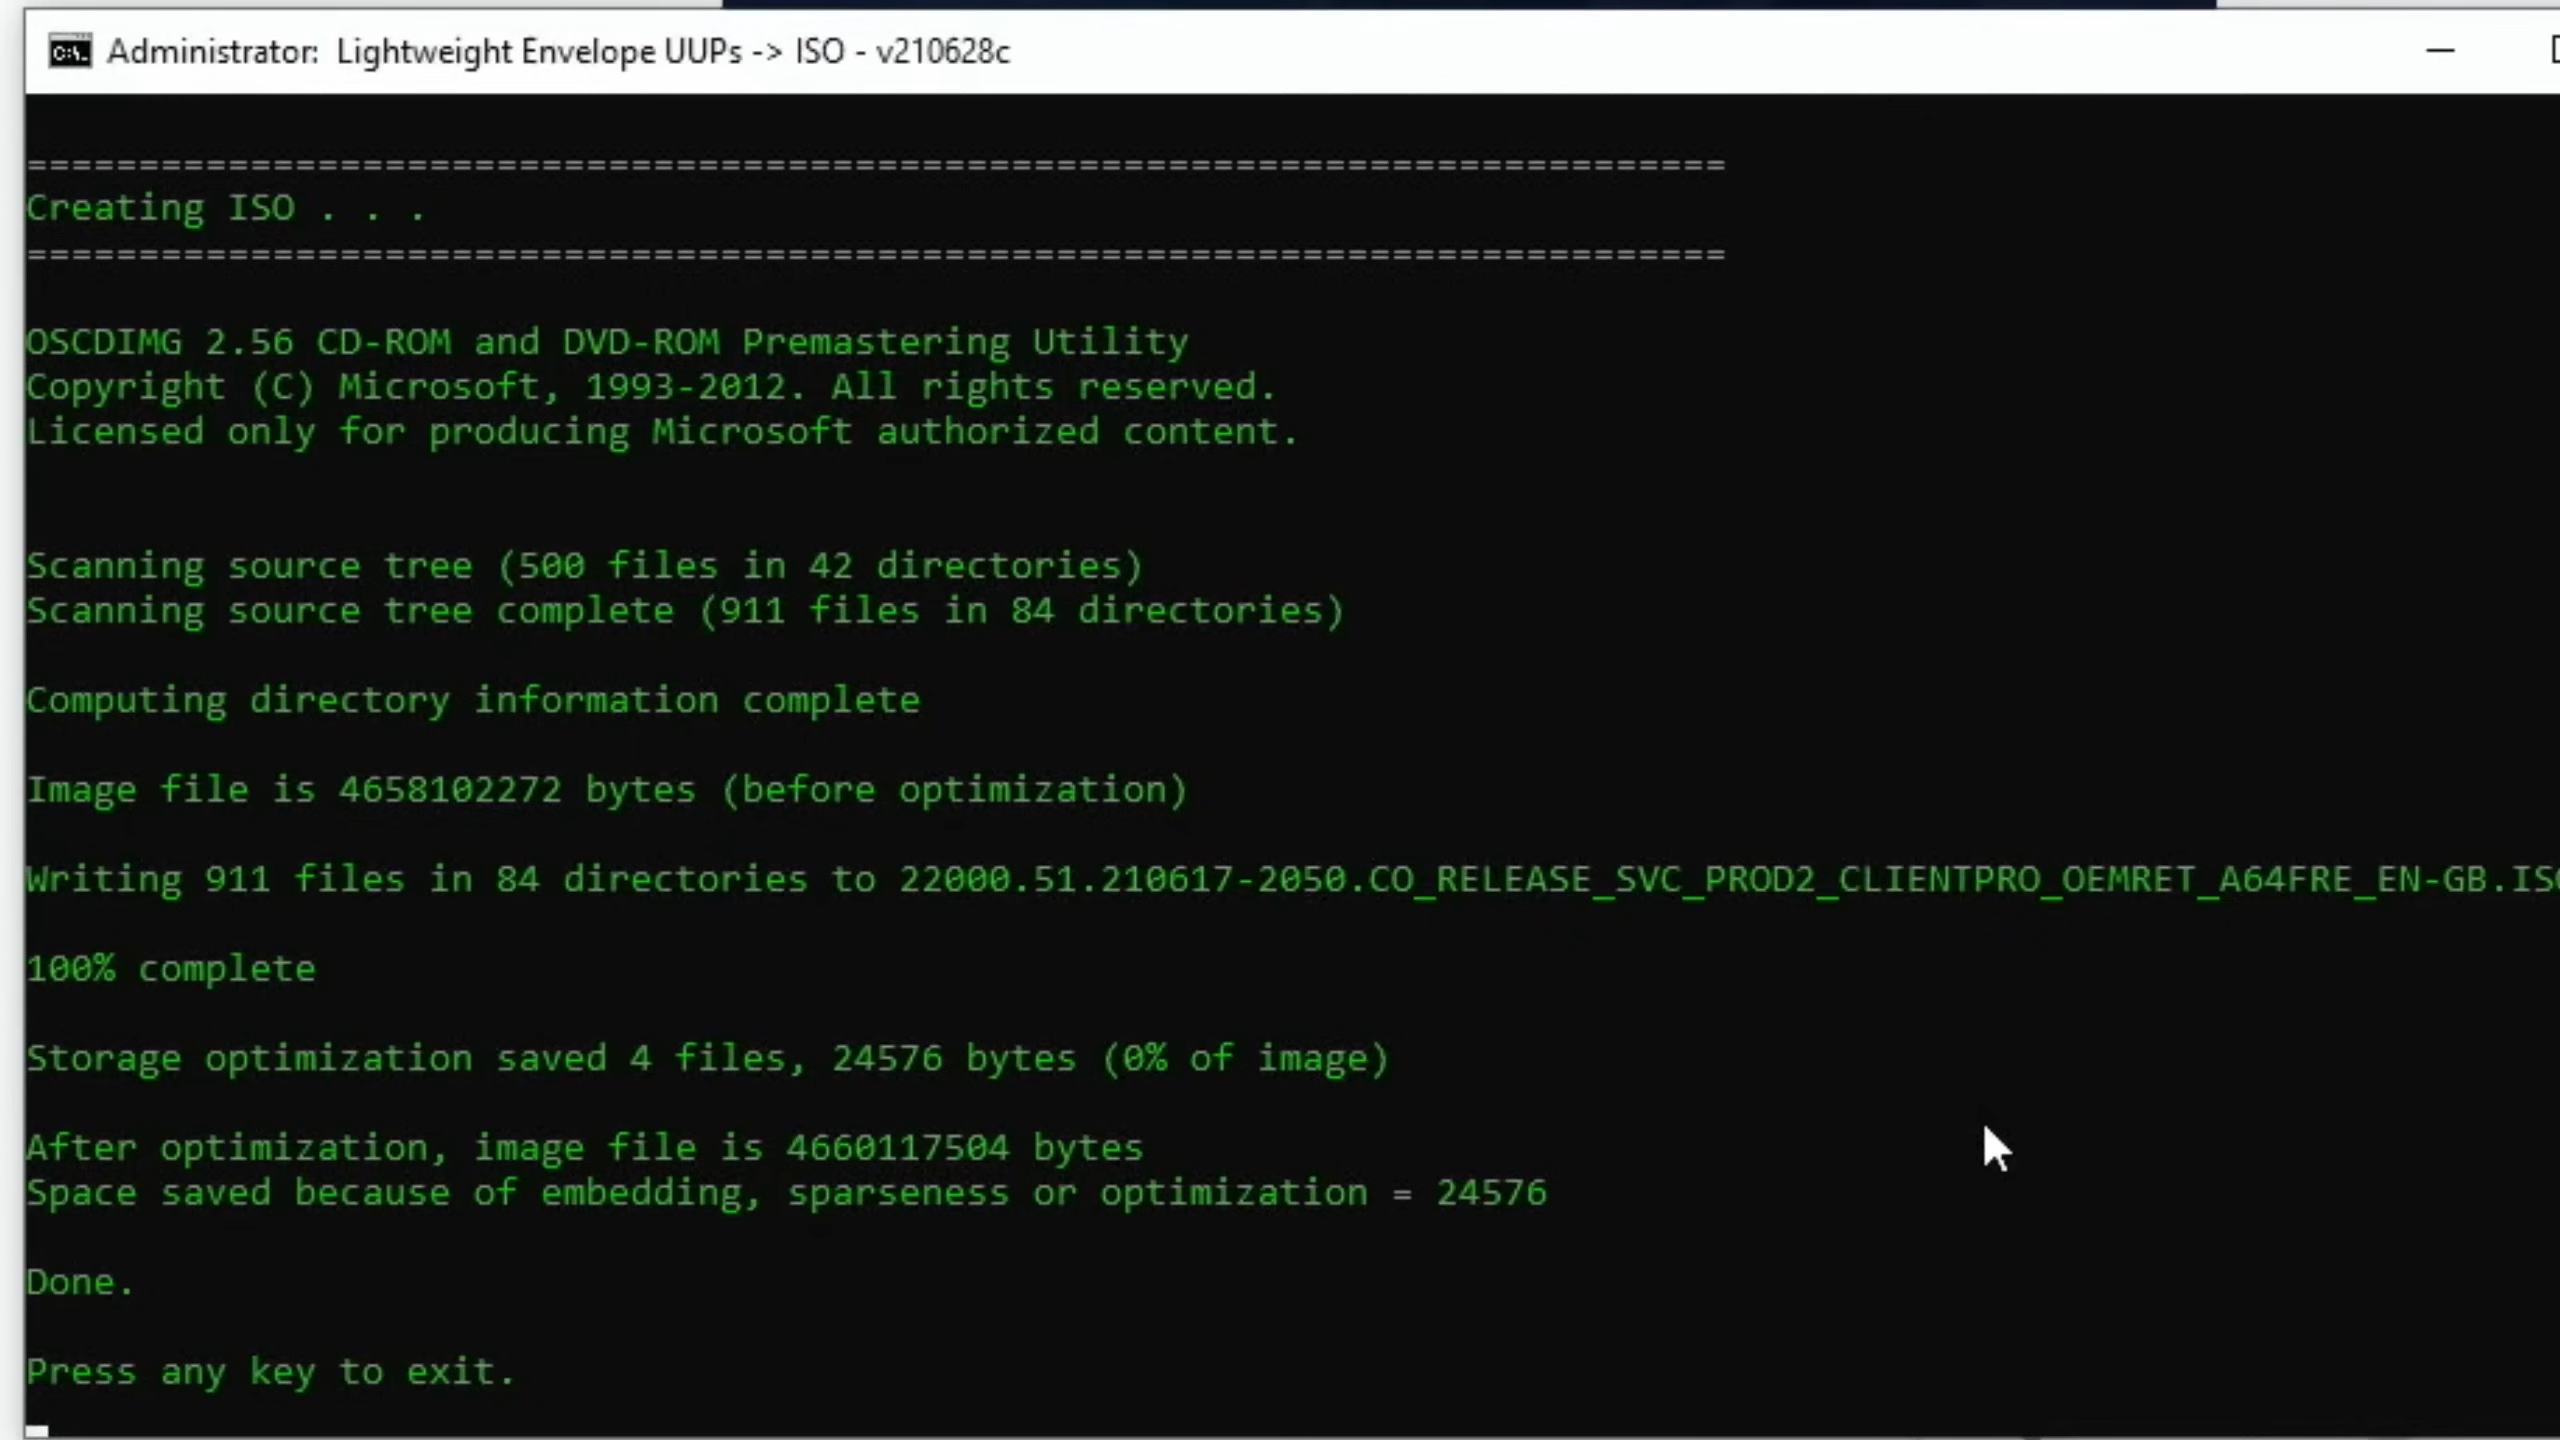 Administrator:  Lightweight Envelope UUPs -> ISO - v210628c
============================================================================
Creating ISO . . .
============================================================================
OSCDIMG 2.56 CD-ROM and DVD-ROM Premastering Utility
Copyright (C) Microsoft, 1993-2012. All rights reserved.
Licensed only for producing Microsoft authorized content.
Scanning source tree (500 files in 42 directories)
Scanning source tree complete (911 files in 84 directories)
Computing directory information complete
Image file is 4658102272 bytes (before optimization)
Writing 911 files in 84 directories to 22000.51.210617-2050.CO_RELEASE_SVC_PROD2_CLIENTPRO_OEMRET_A64FRE_EN-GB.ISO
100% complete
Storage optimization saved 4 files, 24576 bytes (0% of image)
After optimization, image file is 4660117504 bytes
Space saved because of embedding, sparseness or optimization = 24576
Done.
Press any key to exit.